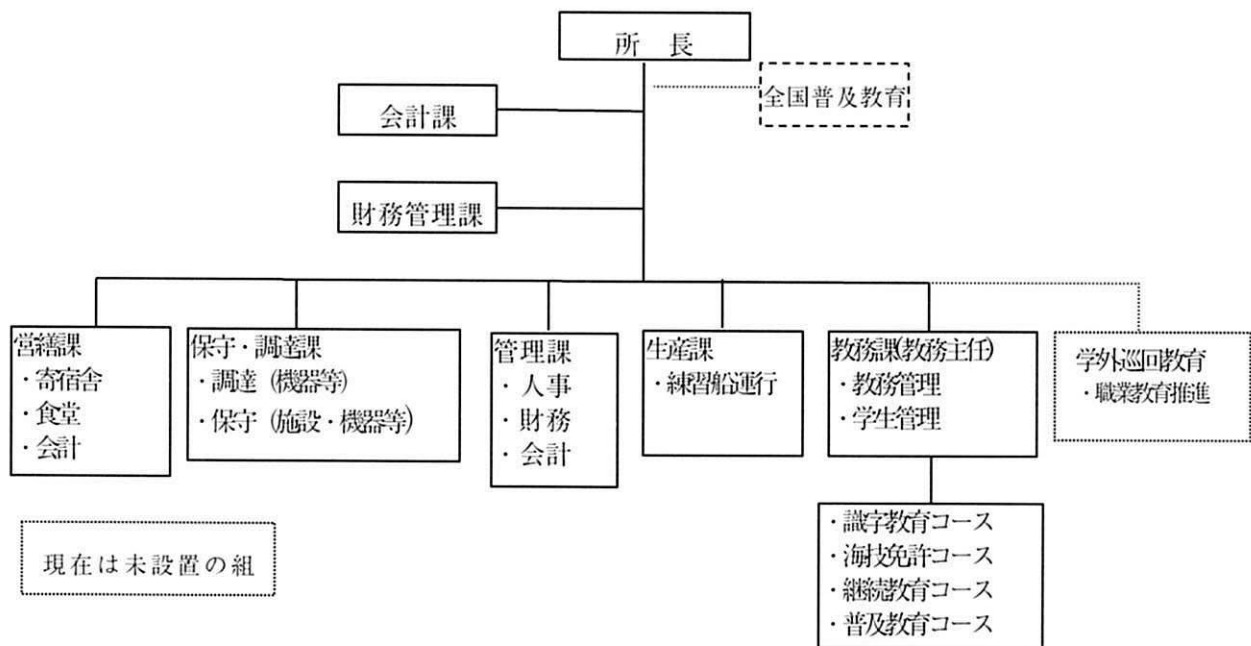 所 長
全国普及教育
会計課
財務管理課
営繕課
・寄宿舎
・食堂
・会計
保守・調達課
・調達（機器等）
・保守（施設・機器等）
管理課
・人事
・財務
・会計
生産課
・練習船運行
教務課(教務主任)
・教務管理
・学生管理
学外巡回教育
・職業教育推進
・識字教育コース
・海技免許コース
・継続教育コース
・普及教育コース
現在は未設置の組